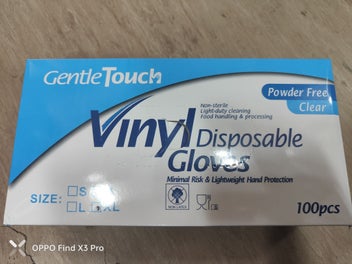 GentleTouch
Powder Free
Clear
Non-sterile
Light-duty cleaning
Food handling & processing
Vinyl Disposable
Gloves
Minimal Risk & Lightweight Hand Protection
SIZE: S
L XL
100pcs
OPPO Find X3 Pro